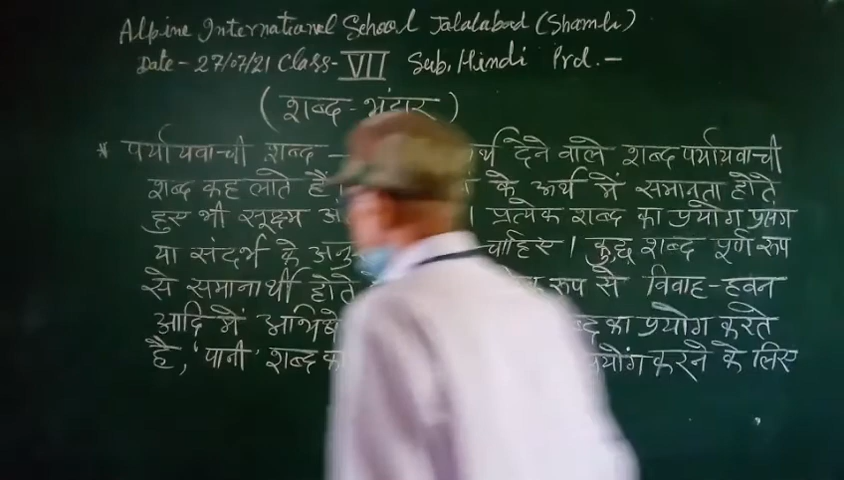 Alpine International School Jalalabad (Shamli)
Date - 27/07/21 Class - VII Sub. Hindi Prd. -
(शब्द - भंडार)
* पर्यायवाची शब्द - र्थ देने वाले शब्द पर्यायवाची
शब्द कहलाते हैं। के अर्थ में समानता होते
हुए भी सूक्ष्म अं । प्रत्येक शब्द का प्रयोग प्रसंग
या संदर्भ के अनु चाहिए। कुछ शब्द पूर्ण रूप
से समानार्थी होते रूप से विवाह-हवन
आदि में अभिषे ब्द का प्रयोग करते
है, 'पानी' शब्द का योग करने के लिए